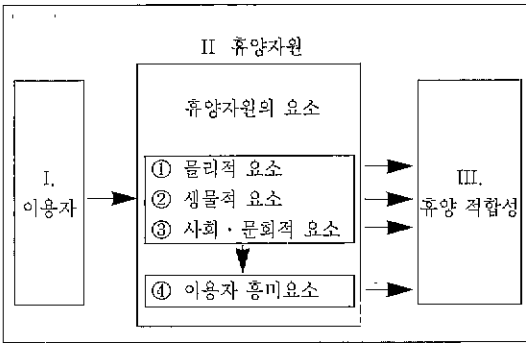 II 휴양자원
휴양자원의 요소
I.
이용자
① 물리적 요소
② 생물적 요소
③ 사회·문화적 요소
④ 이용자 흥미요소
III.
휴양 적합성